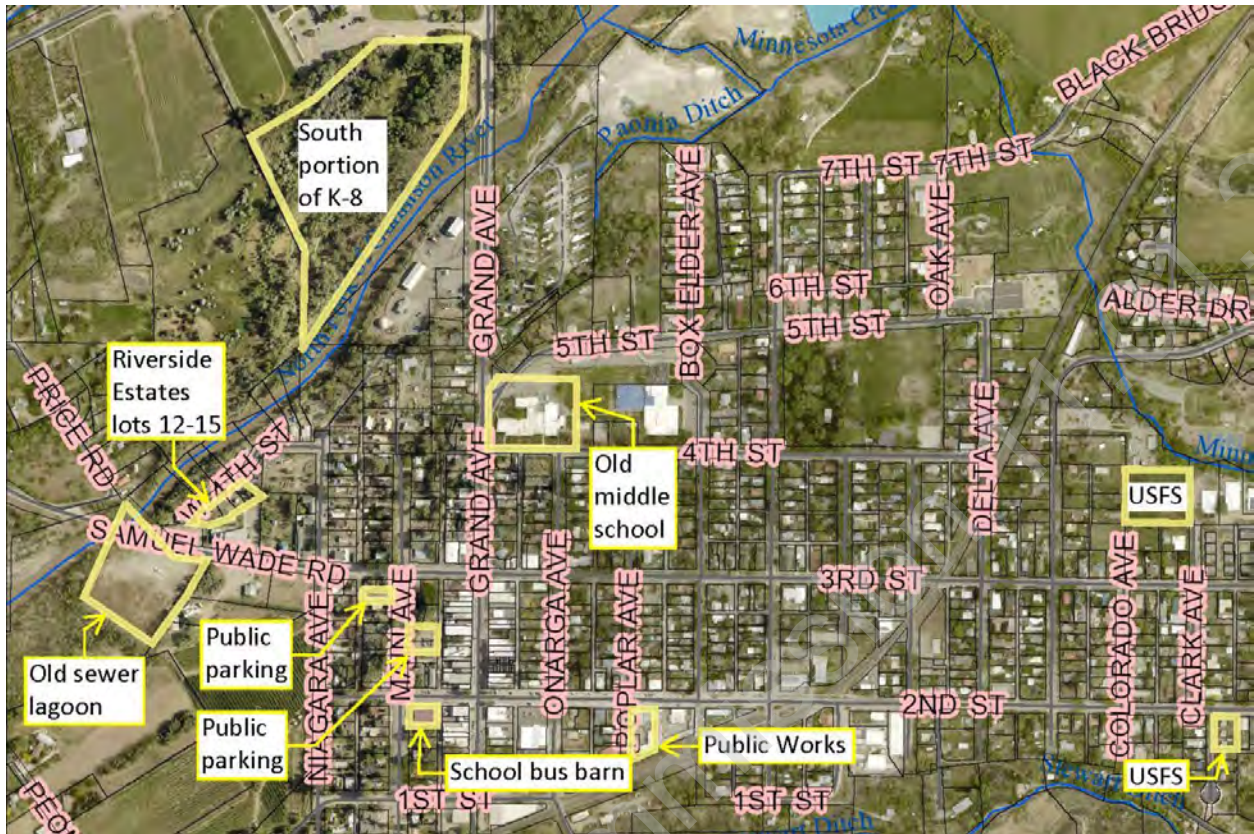 Minnesota Creek
BLACK BRIDGE
Paonia Ditch
South
portion
of K-8
7TH ST 7TH ST
North Fork Gunnison River
GRAND AVE
BOX ELDER AVE
OAK AVE
6TH ST
ALDER DR
5TH ST
5TH ST
Riverside
Estates
lots 12-15
PRICE RD
4TH ST
Old
middle
school
GRAND AVE
DELTA AVE
USFS
SAMUEL WADE RD
3RD ST
Public
parking
NIAGARA AVE
MAIN AVE
ONARGA AVE
POPLAR AVE
COLORADO AVE
CLARK AVE
Old sewer
lagoon
Public
parking
2ND ST
Public Works
School bus barn
USFS
1ST ST
1ST ST
Stewart Ditch
Ditch